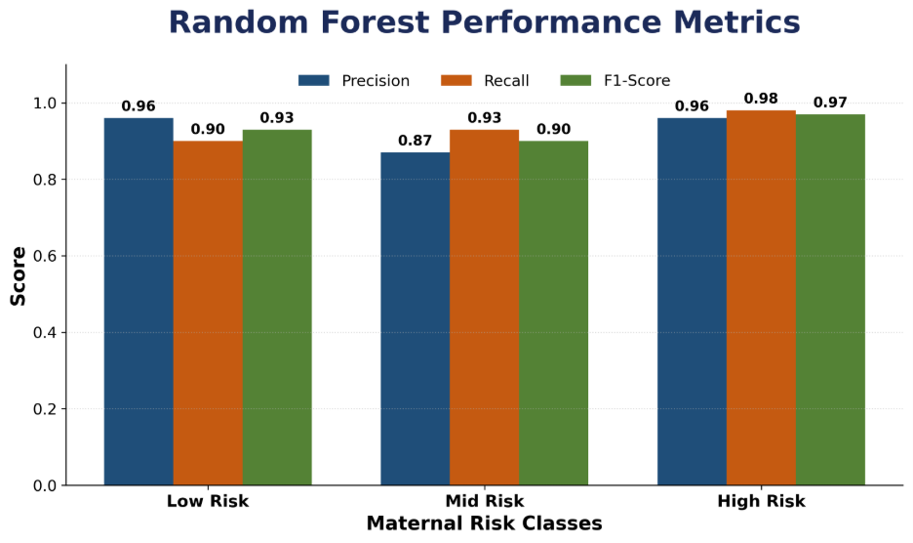 Random Forest Performance Metrics
Precision Recall F1-Score
0.96 0.90 0.93 0.87 0.93 0.90 0.96 0.98 0.97
1.0
0.8
0.6
0.4
0.2
0.0
Score
Low Risk Mid Risk High Risk
Maternal Risk Classes